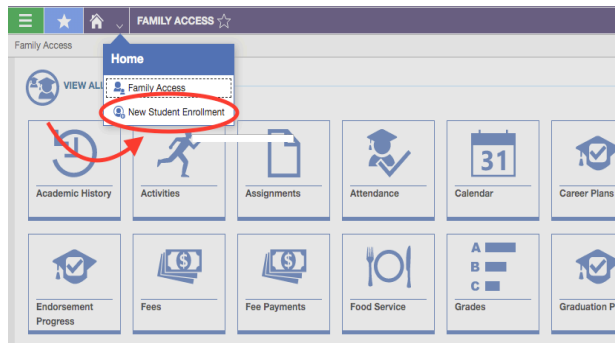 FAMILY ACCESS
Family Access
Home
VIEW ALL
Family Access
New Student Enrollment
31
Academic History
Activities
Assignments
Attendance
Calendar
Career Plans
$
$
A
B
C
Endorsement
Progress
Fees
Fee Payments
Food Service
Grades
Graduation P